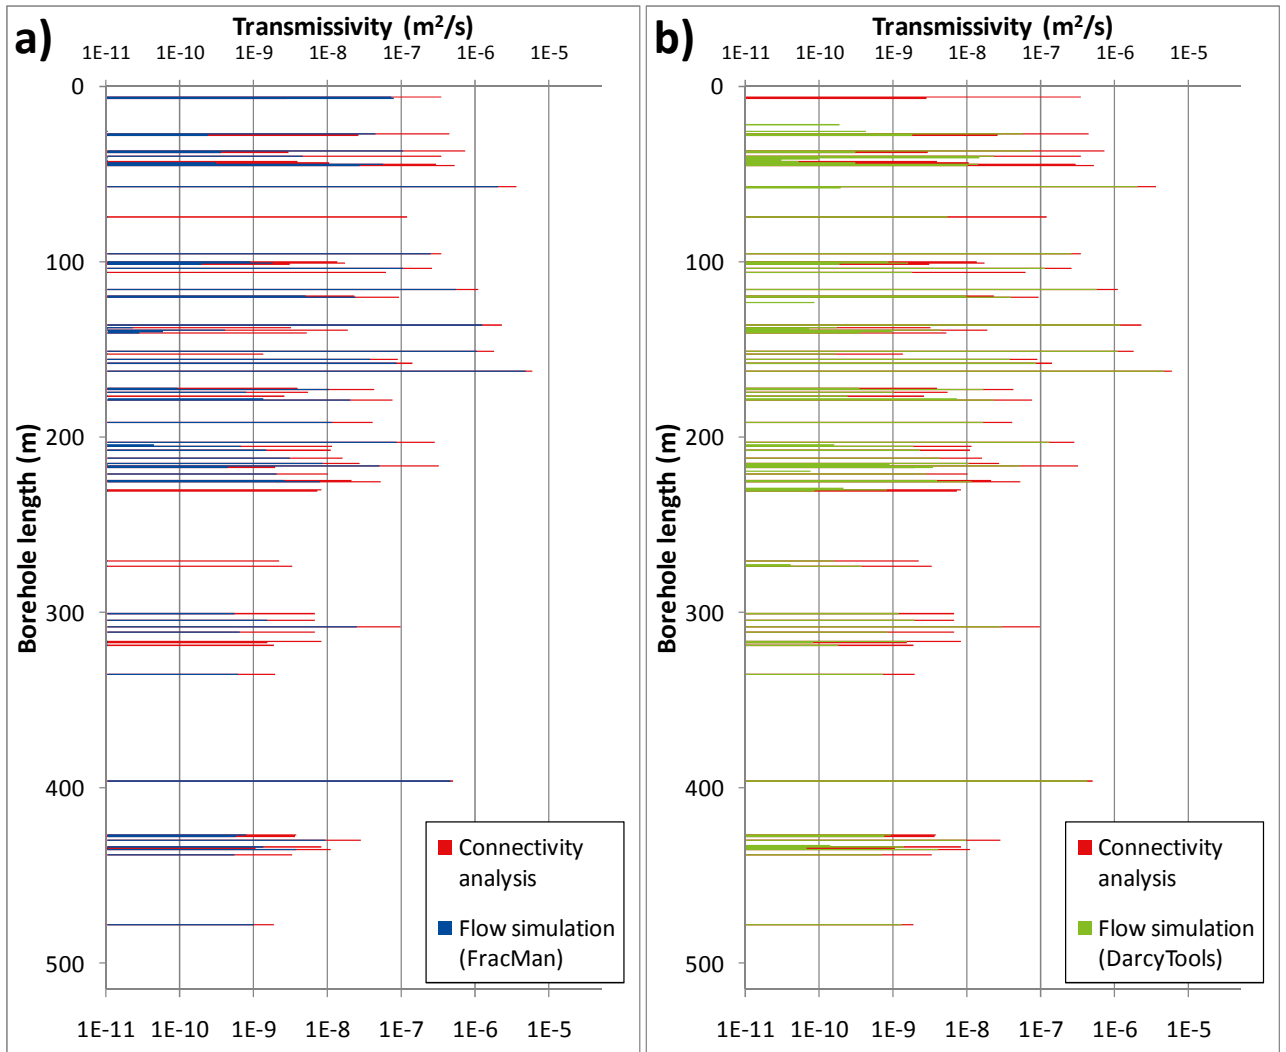 a)
Transmissivity (m²/s)
1E-11 1E-10 1E-9 1E-8 1E-7 1E-6 1E-5
0
100
200
300
400
500
Borehole length (m)
Connectivity
analysis
Flow simulation
(FracMan)
1E-11 1E-10 1E-9 1E-8 1E-7 1E-6 1E-5
b)
Transmissivity (m²/s)
1E-11 1E-10 1E-9 1E-8 1E-7 1E-6 1E-5
0
100
200
300
400
500
Borehole length (m)
Connectivity
analysis
Flow simulation
(DarcyTools)
1E-11 1E-10 1E-9 1E-8 1E-7 1E-6 1E-5